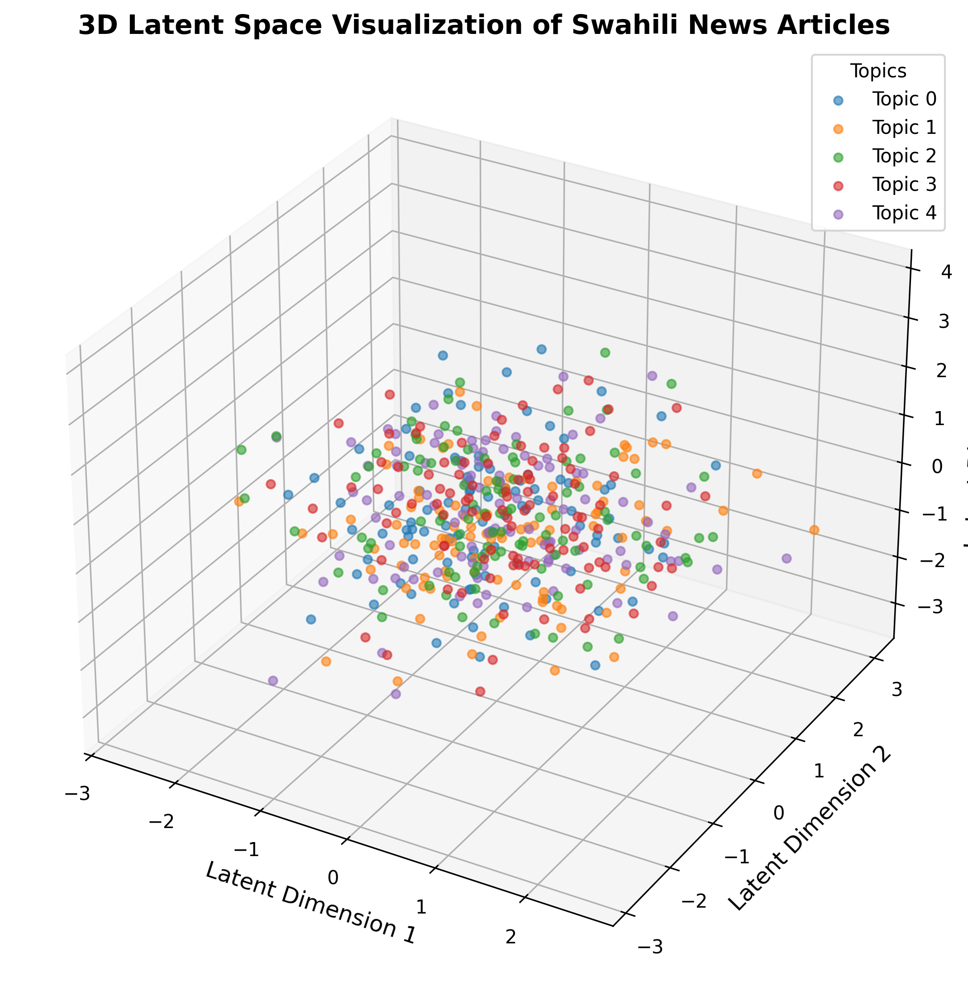 3D Latent Space Visualization of Swahili News Articles
Topics
Topic 0
Topic 1
Topic 2
Topic 3
Topic 4
4
3
2
1
0
−1
−2
−3
3
2
1
0
−1
−2
−3
Latent Dimension 2
−3
−2
−1
0
1
2
Latent Dimension 1